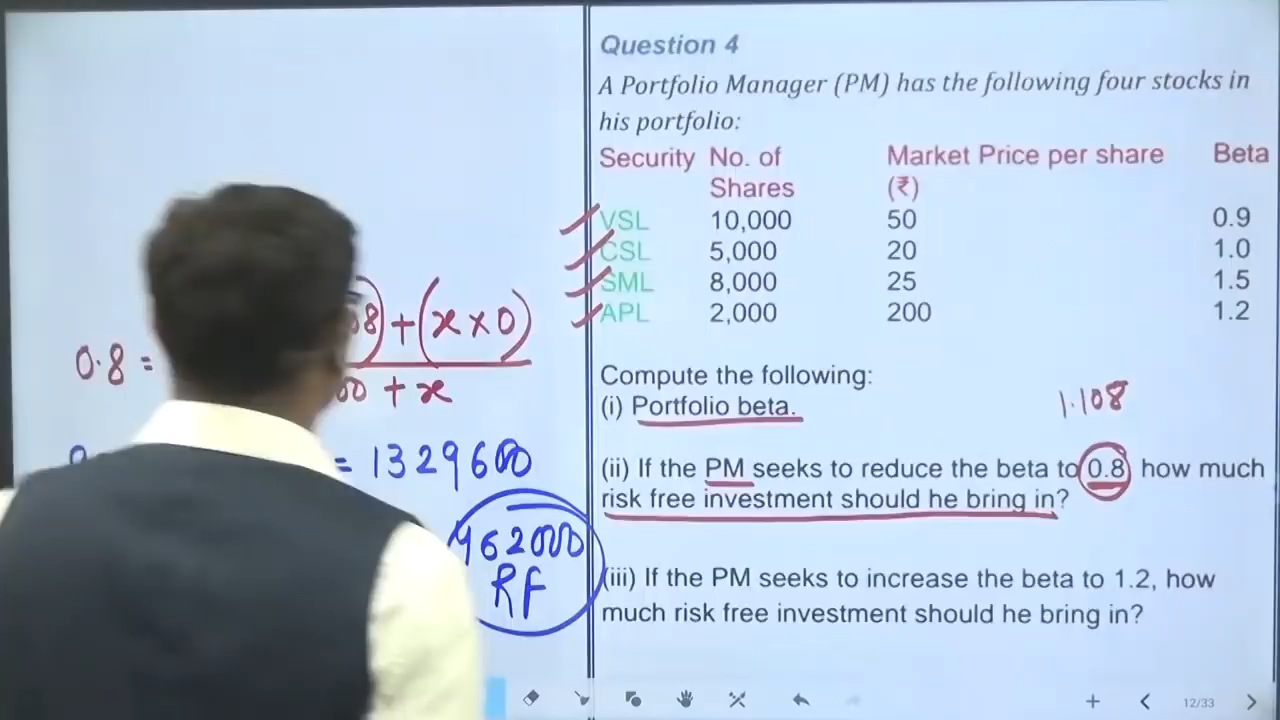 Question 4
A Portfolio Manager (PM) has the following four stocks in
his portfolio:
Security No. of Market Price per share Beta
Shares (₹)
VSL 10,000 50 0.9
CSL 5,000 20 1.0
SML 8,000 25 1.5
APL 2,000 200 1.2
Compute the following:
(i) Portfolio beta.
1.108
(ii) If the PM seeks to reduce the beta to 0.8 how much
risk free investment should he bring in?
(iii) If the PM seeks to increase the beta to 1.2, how
much risk free investment should he bring in?
0.8 = 8) + (x × 0)
00 + x
= 1329600
462000
RF
12/33